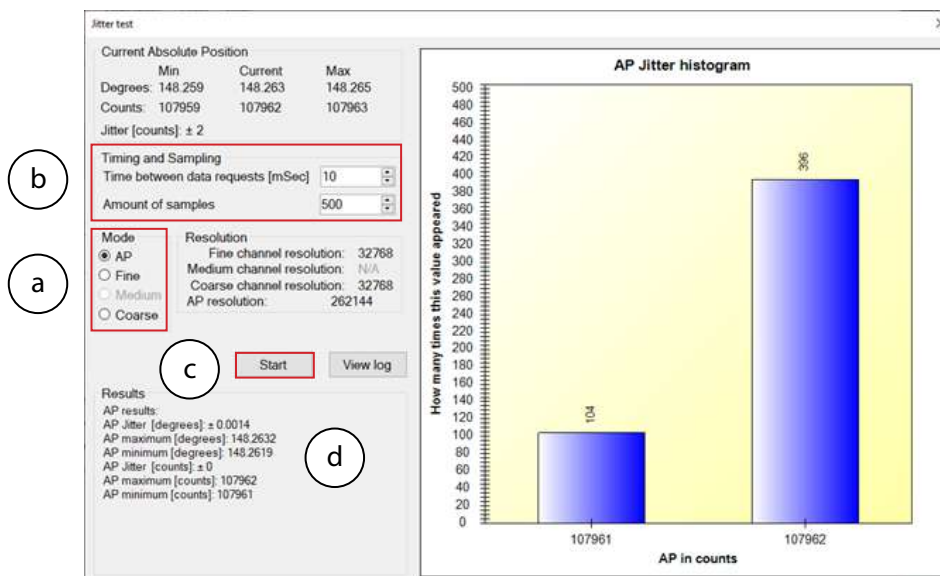 Jitter test
Current Absolute Position
Min Current Max
Degrees: 148.259 148.263 148.265
Counts: 107959 107962 107963
Jitter [counts]: ± 2
b
Timing and Sampling
Time between data requests [mSec] 10
Amount of samples 500
a
Mode
AP
Fine
Medium
Coarse
Resolution
Fine channel resolution: 32768
Medium channel resolution: N/A
Coarse channel resolution: 32768
AP resolution: 262144
c
Start View log
Results
AP results:
AP Jitter [degrees]: ± 0.0014
AP maximum [degrees]: 148.2632
AP minimum [degrees]: 148.2619
AP Jitter [counts]: ± 0
AP maximum [counts]: 107962
AP minimum [counts]: 107961
d
AP Jitter histogram
How many times this value appeared
500
480
460
440
420
400
380
360
340
320
300
280
260
240
220
200
180
160
140
120
100
80
60
40
20
0
104
396
107961 107962
AP in counts